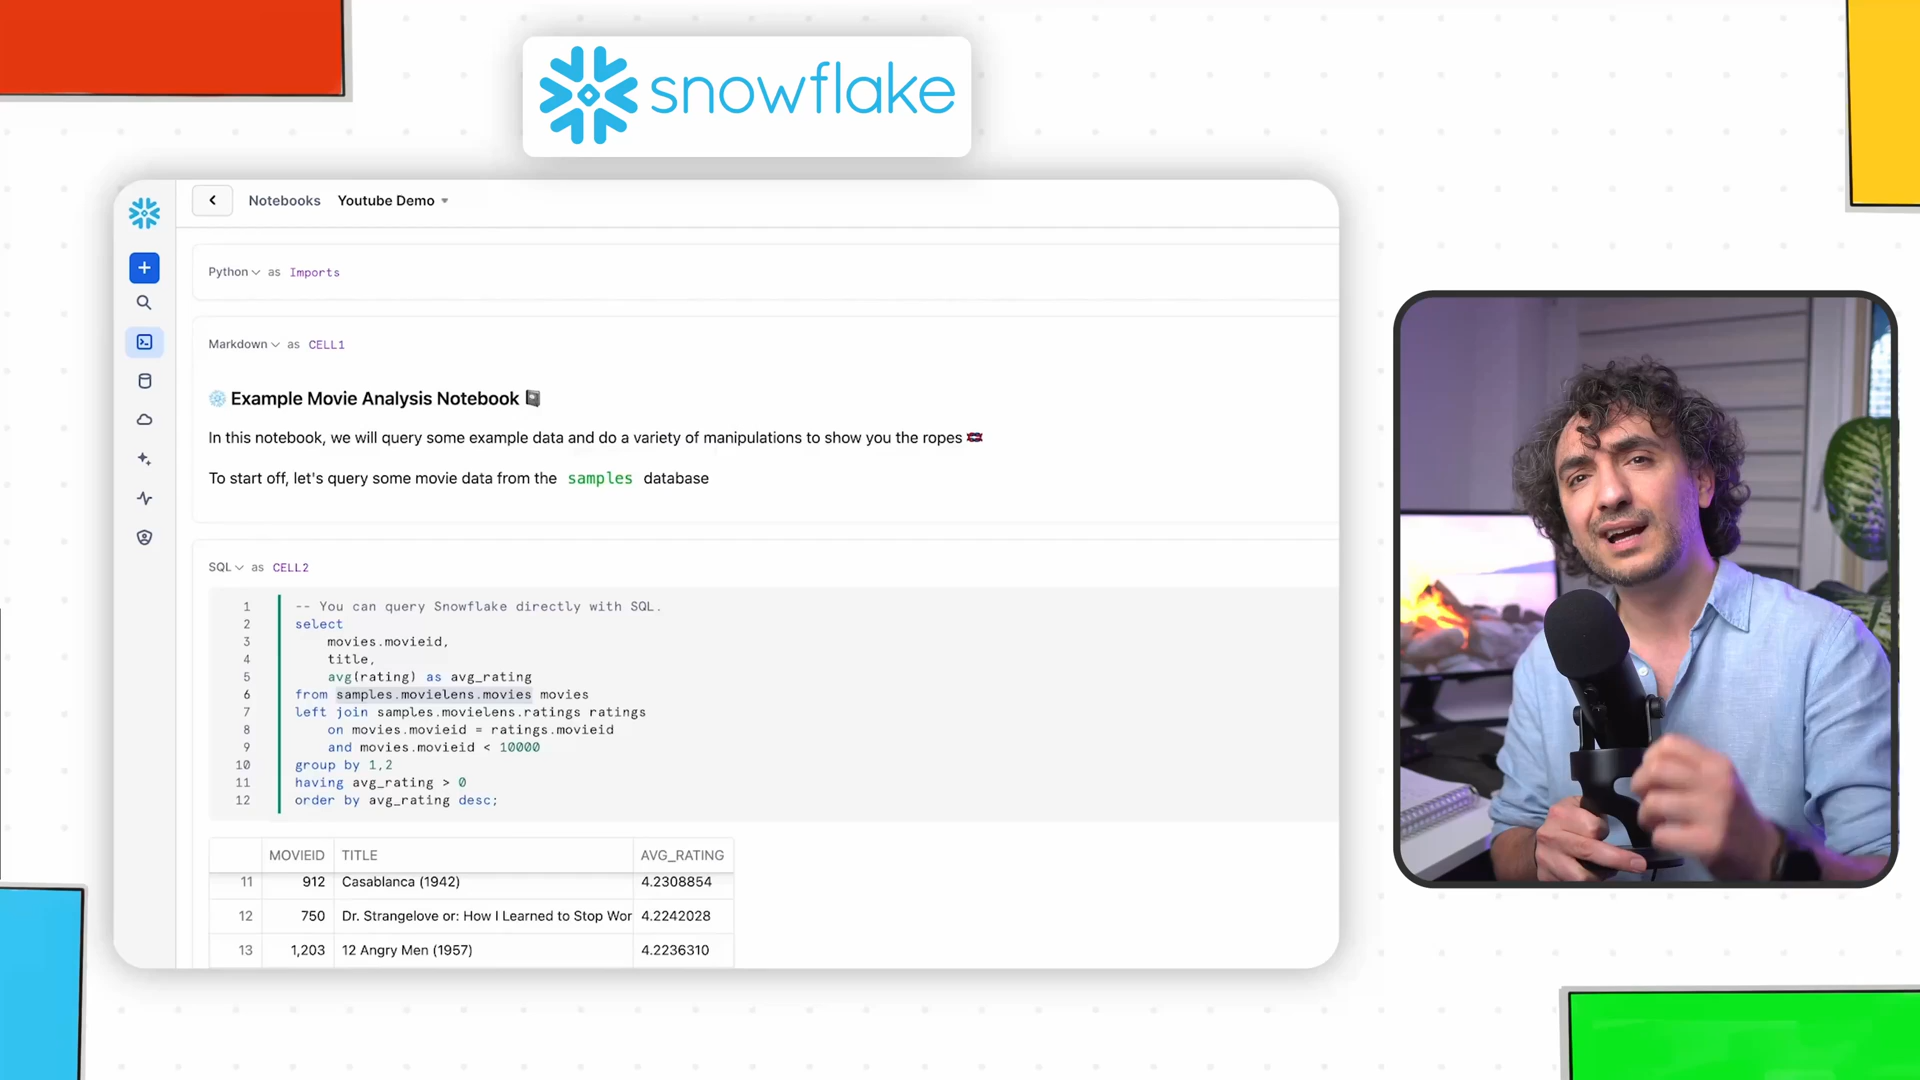 snowflake
Notebooks Youtube Demo
Python as Imports
Markdown as CELL1
Example Movie Analysis Notebook
In this notebook, we will query some example data and do a variety of manipulations to show you the ropes
To start off, let's query some movie data from the samples database
SQL as CELL2
1 -- You can query Snowflake directly with SQL.
2 select
3 movies.movieid,
4 title,
5 avg(rating) as avg_rating
6 from samples.movielens.movies movies
7 left join samples.movielens.ratings ratings
8 on movies.movieid = ratings.movieid
9 and movies.movieid < 10000
10 group by 1,2
11 having avg_rating > 0
12 order by avg_rating desc;
MOVIEID TITLE AVG_RATING
11 912 Casablanca (1942) 4.2308854
12 750 Dr. Strangelove or: How I Learned to Stop Wor 4.2242028
13 1,203 12 Angry Men (1957) 4.2236310